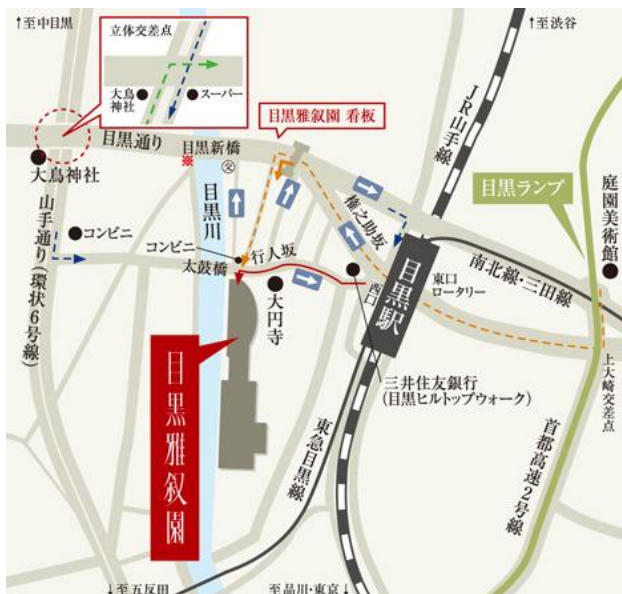 ↑至中目黒
立体交差点
大鳥
神社
スーパー
↑至渋谷
JR山手線
目黒雅叙園 看板
目黒通り
目黒新橋
※
大鳥神社
目黒川
権之助坂
目黒ランプ
庭園美術館
山手通り(環状6号線)
コンビニ
コンビニ
行人坂
太鼓橋
大円寺
西口
目黒駅
東口
ロータリー
南北線・三田線
目黒雅叙園
三井住友銀行
(目黒ヒルトップウォーク)
上大崎交差点
東急目黒線
首都高速2号線
↓至五反田
至品川・東京↓